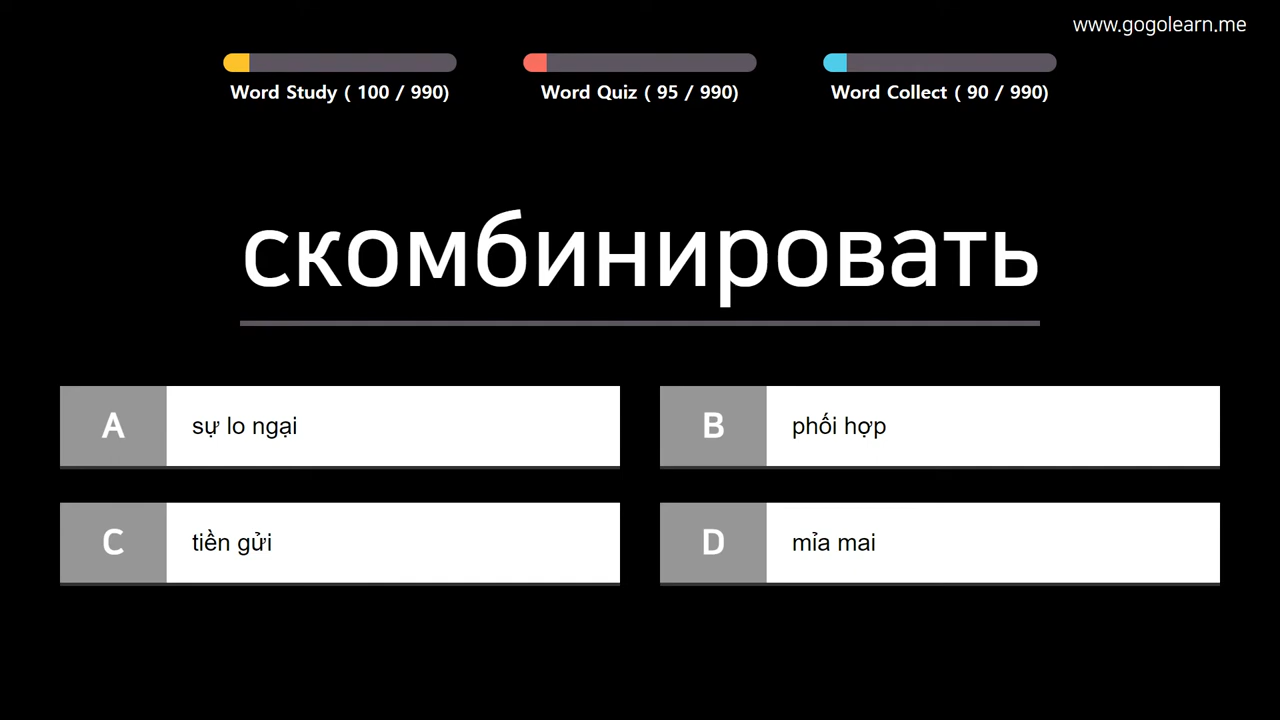 www.gogolearn.me
Word Study ( 100 / 990)
Word Quiz ( 95 / 990)
Word Collect ( 90 / 990)
скомбинировать
A
sự lo ngại
B
phối hợp
C
tiền gửi
D
mỉa mai